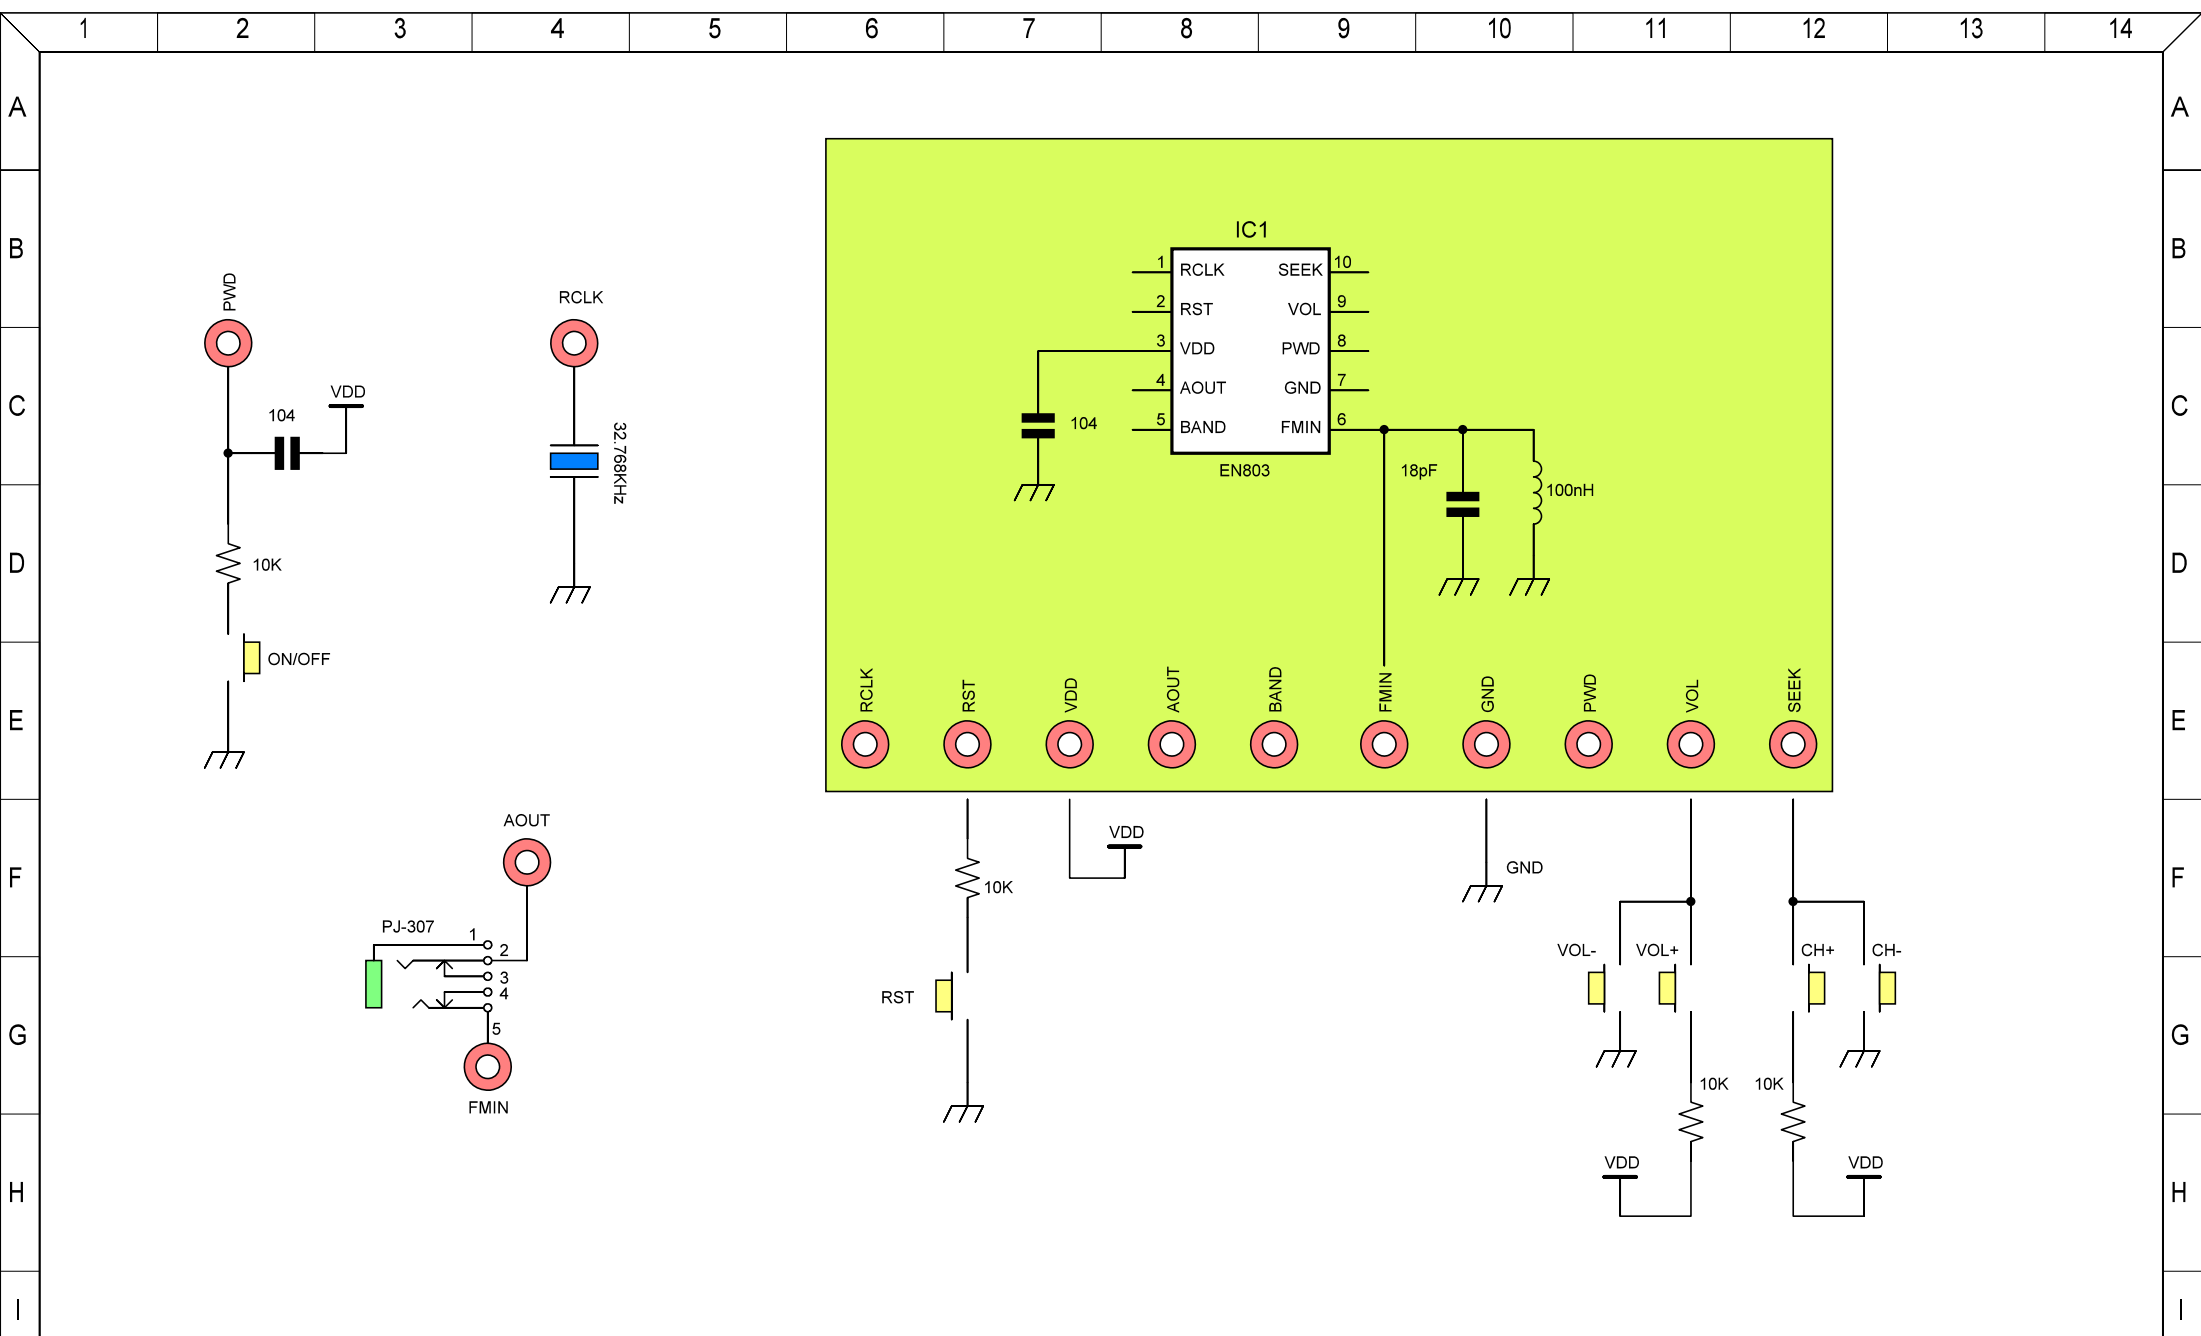 1 2 3 4 5 6 7 8 9 10 11 12 13 14
A A
B B
C C
D D
E E
F F
G G
H H
I I
PWD
104
VDD
10K
ON/OFF
RCLK
32.768KHz
AOUT
PJ-307
1
2
3
4
5
FMIN
IC1
1 RCLK SEEK 10
2 RST VOL 9
3 VDD PWD 8
4 AOUT GND 7
5 BAND FMIN 6
EN803
104
18pF
100nH
RCLK RST VDD AOUT BAND FMIN GND PWD VOL SEEK
10K
RST
VDD
GND
VOL- VOL+ CH+ CH-
10K 10K
VDD VDD